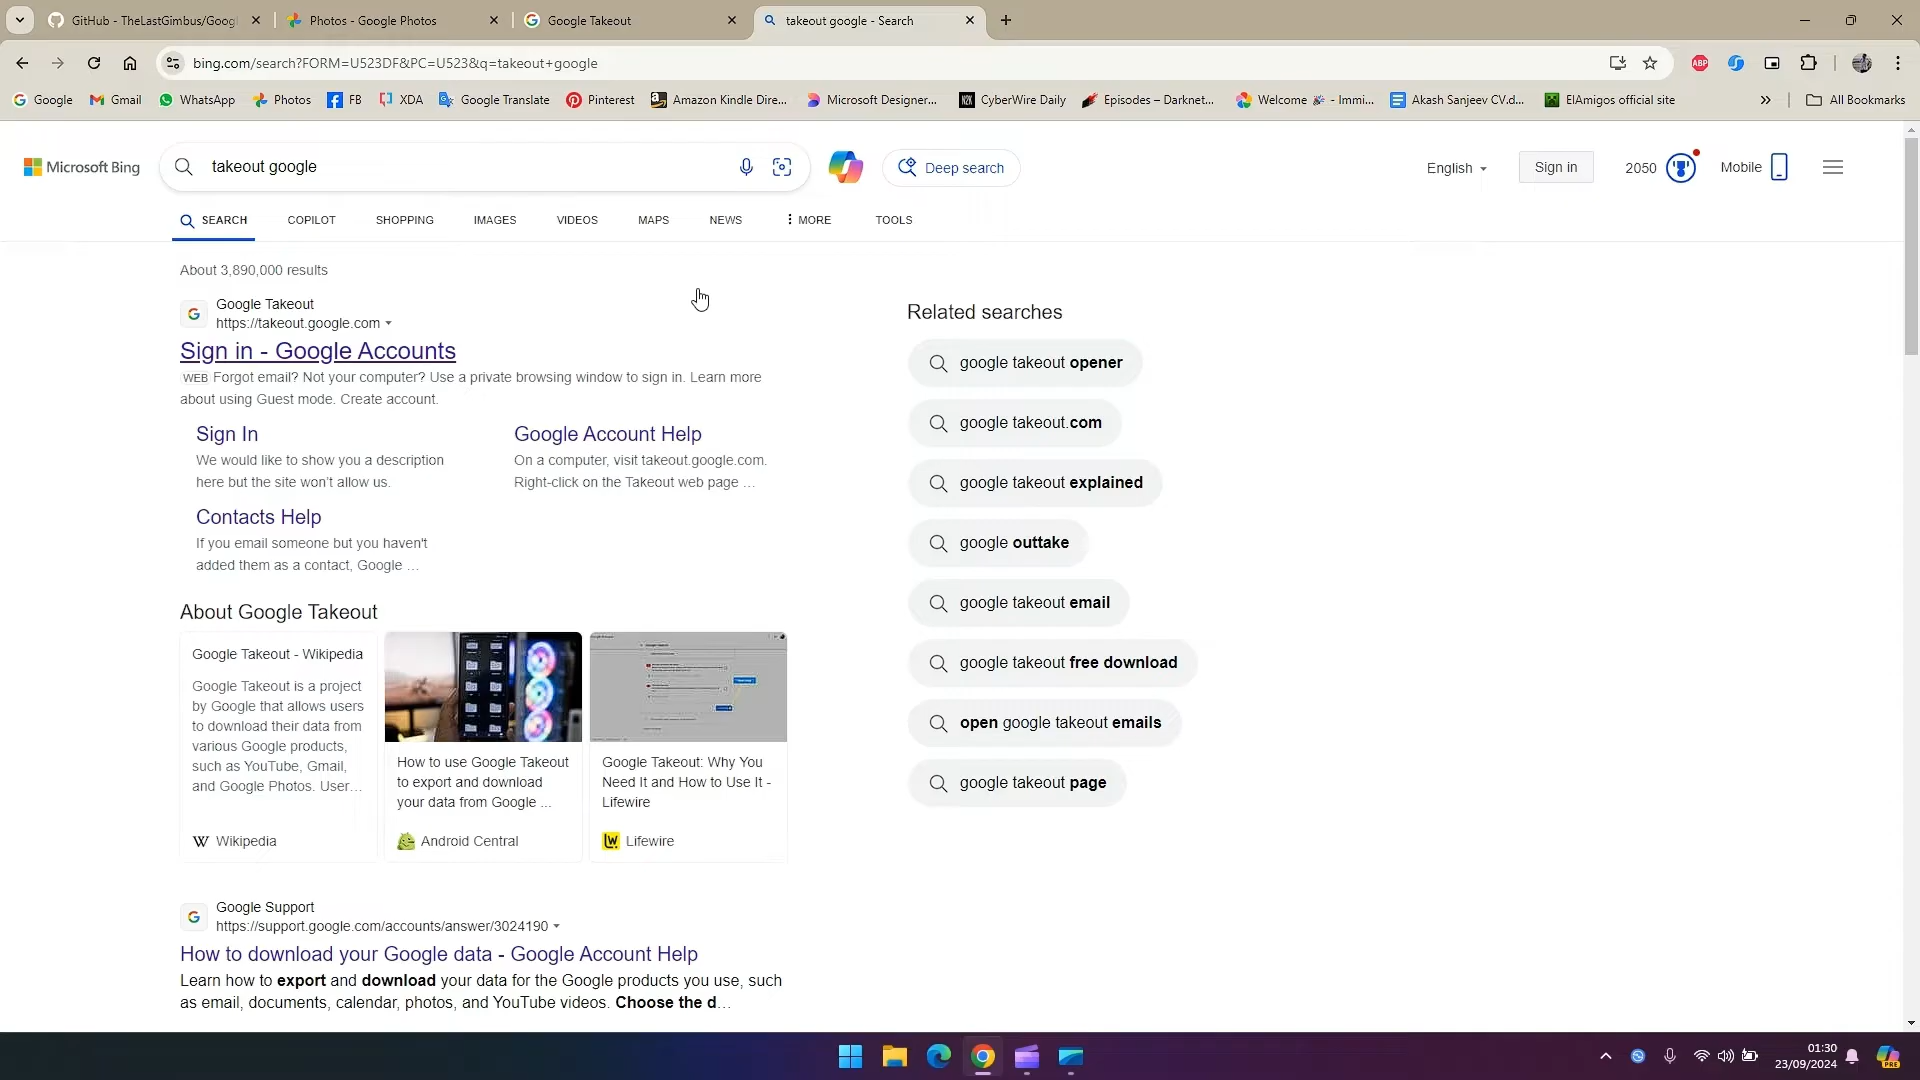 GitHub - TheLastGimbus/Googl
Photos - Google Photos
Google Takeout
takeout google - Search
bing.com/search?FORM=U523DF&PC=U523&q=takeout+google
ABP
Google
Gmail
WhatsApp
Photos
FB
XDA
Google Translate
Pinterest
Amazon Kindle Dire...
Microsoft Designer...
N2K
CyberWire Daily
Episodes – Darknet...
Welcome 🎉 - Immi...
Akash Sanjeev CV.d...
ElAmigos official site
All Bookmarks
Microsoft Bing
takeout google
Deep search
English
Sign in
2050
Mobile
SEARCH
COPILOT
SHOPPING
IMAGES
VIDEOS
MAPS
NEWS
MORE
TOOLS
About 3,890,000 results
Google Takeout
https://takeout.google.com
Sign in - Google Accounts
WEB Forgot email? Not your computer? Use a private browsing window to sign in. Learn more
about using Guest mode. Create account.
Sign In
We would like to show you a description
here but the site won't allow us.
Google Account Help
On a computer, visit takeout.google.com.
Right-click on the Takeout web page ...
Contacts Help
If you email someone but you haven't
added them as a contact, Google ...
About Google Takeout
Google Takeout - Wikipedia
Google Takeout is a project
by Google that allows users
to download their data from
various Google products,
such as YouTube, Gmail,
and Google Photos. User...
W Wikipedia
How to use Google Takeout
to export and download
your data from Google ...
Android Central
Google Takeout: Why You
Need It and How to Use It -
Lifewire
Lw Lifewire
Google Support
https://support.google.com/accounts/answer/3024190
How to download your Google data - Google Account Help
Learn how to export and download your data for the Google products you use, such
as email, documents, calendar, photos, and YouTube videos. Choose the d...
Related searches
google takeout opener
google takeout.com
google takeout explained
google outtake
google takeout email
google takeout free download
open google takeout emails
google takeout page
01:30
23/09/2024
PRE